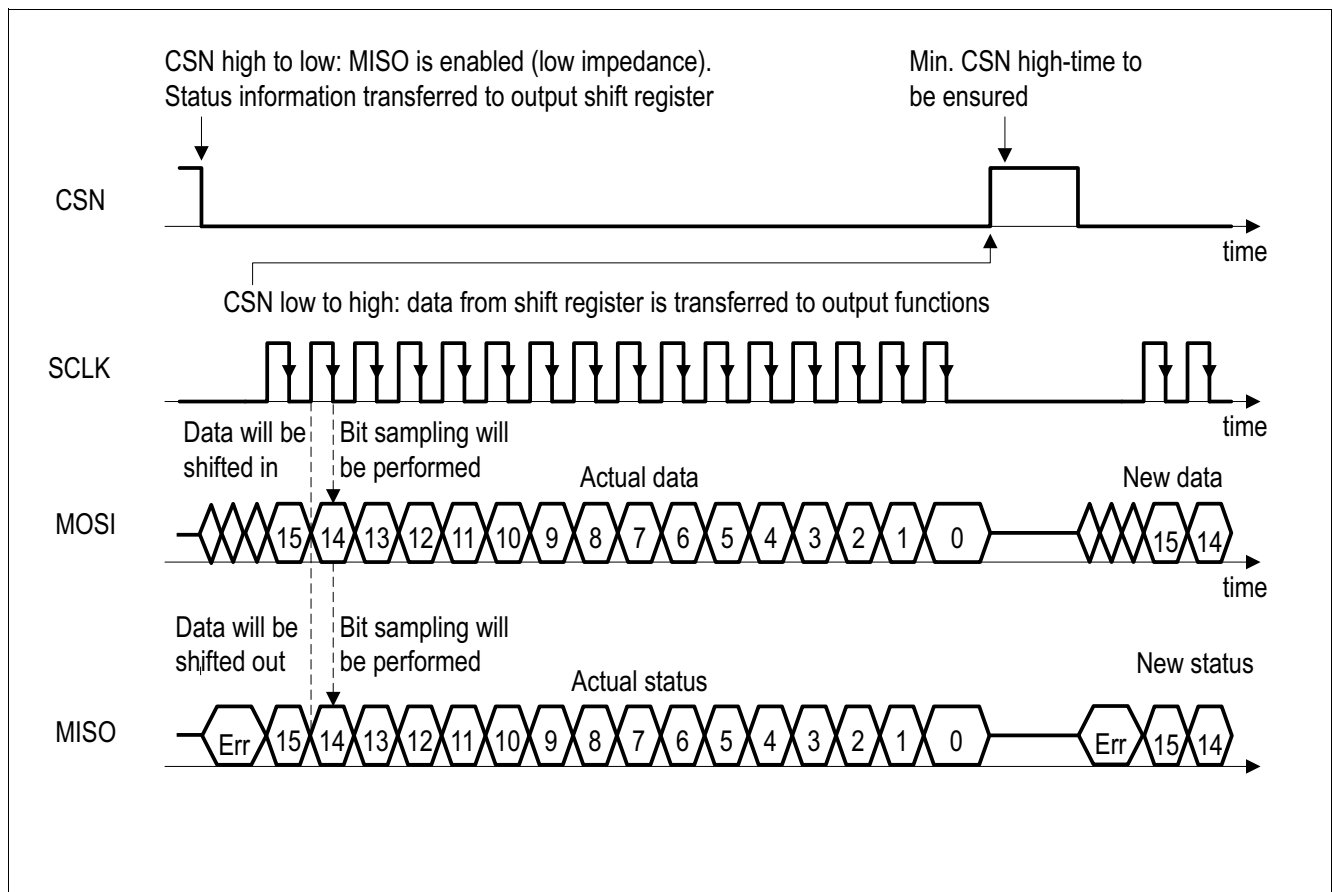 CSN high to low: MISO is enabled (low impedance).
Status information transferred to output shift register
Min. CSN high-time to
be ensured
CSN
time
CSN low to high: data from shift register is transferred to output functions
SCLK
time
Data will be
shifted in
Bit sampling will
be performed
Actual data
New data
MOSI
15 14 13 12 11 10 9 8 7 6 5 4 3 2 1 0 15 14
time
Data will be
shifted out
Bit sampling will
be performed
Actual status
New status
MISO
Err 15 14 13 12 11 10 9 8 7 6 5 4 3 2 1 0 Err 15 14